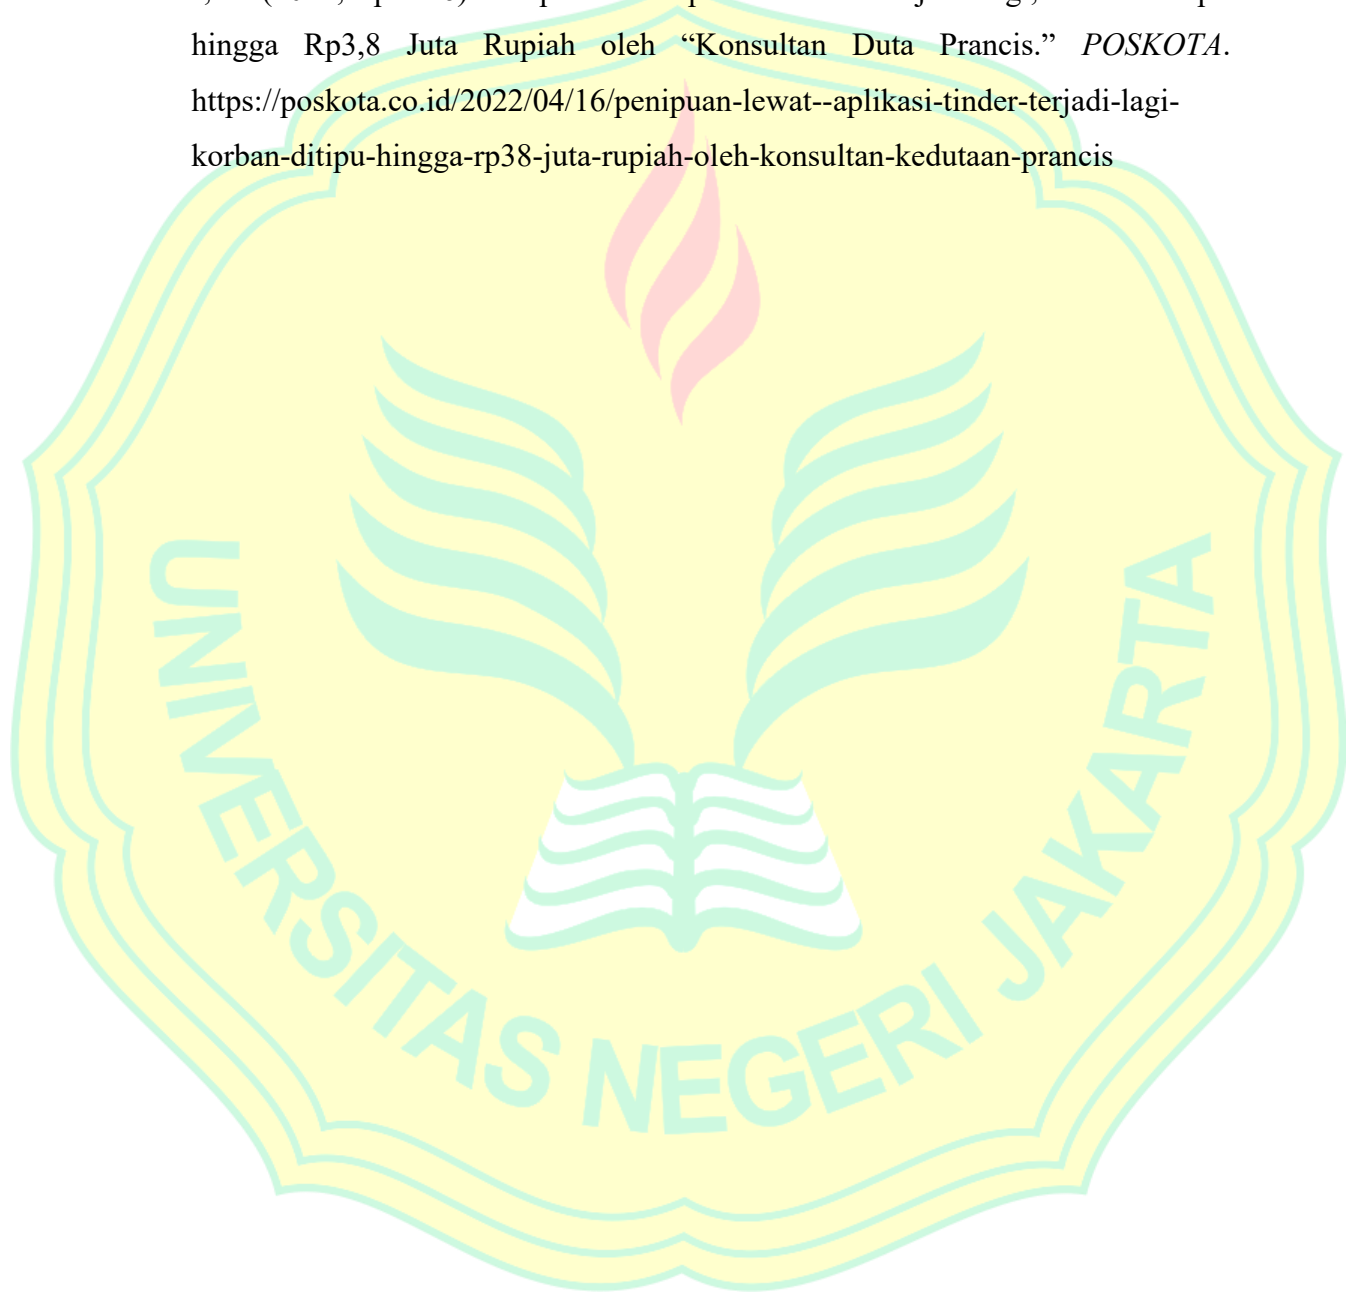 hingga Rp3,8 Juta Rupiah oleh “Konsultan Duta Prancis.” POSKOTA.
https://poskota.co.id/2022/04/16/penipuan-lewat--aplikasi-tinder-terjadi-lagi-
korban-ditipu-hingga-rp38-juta-rupiah-oleh-konsultan-kedutaan-prancis
UNIVERSITAS NEGERI JAKARTA